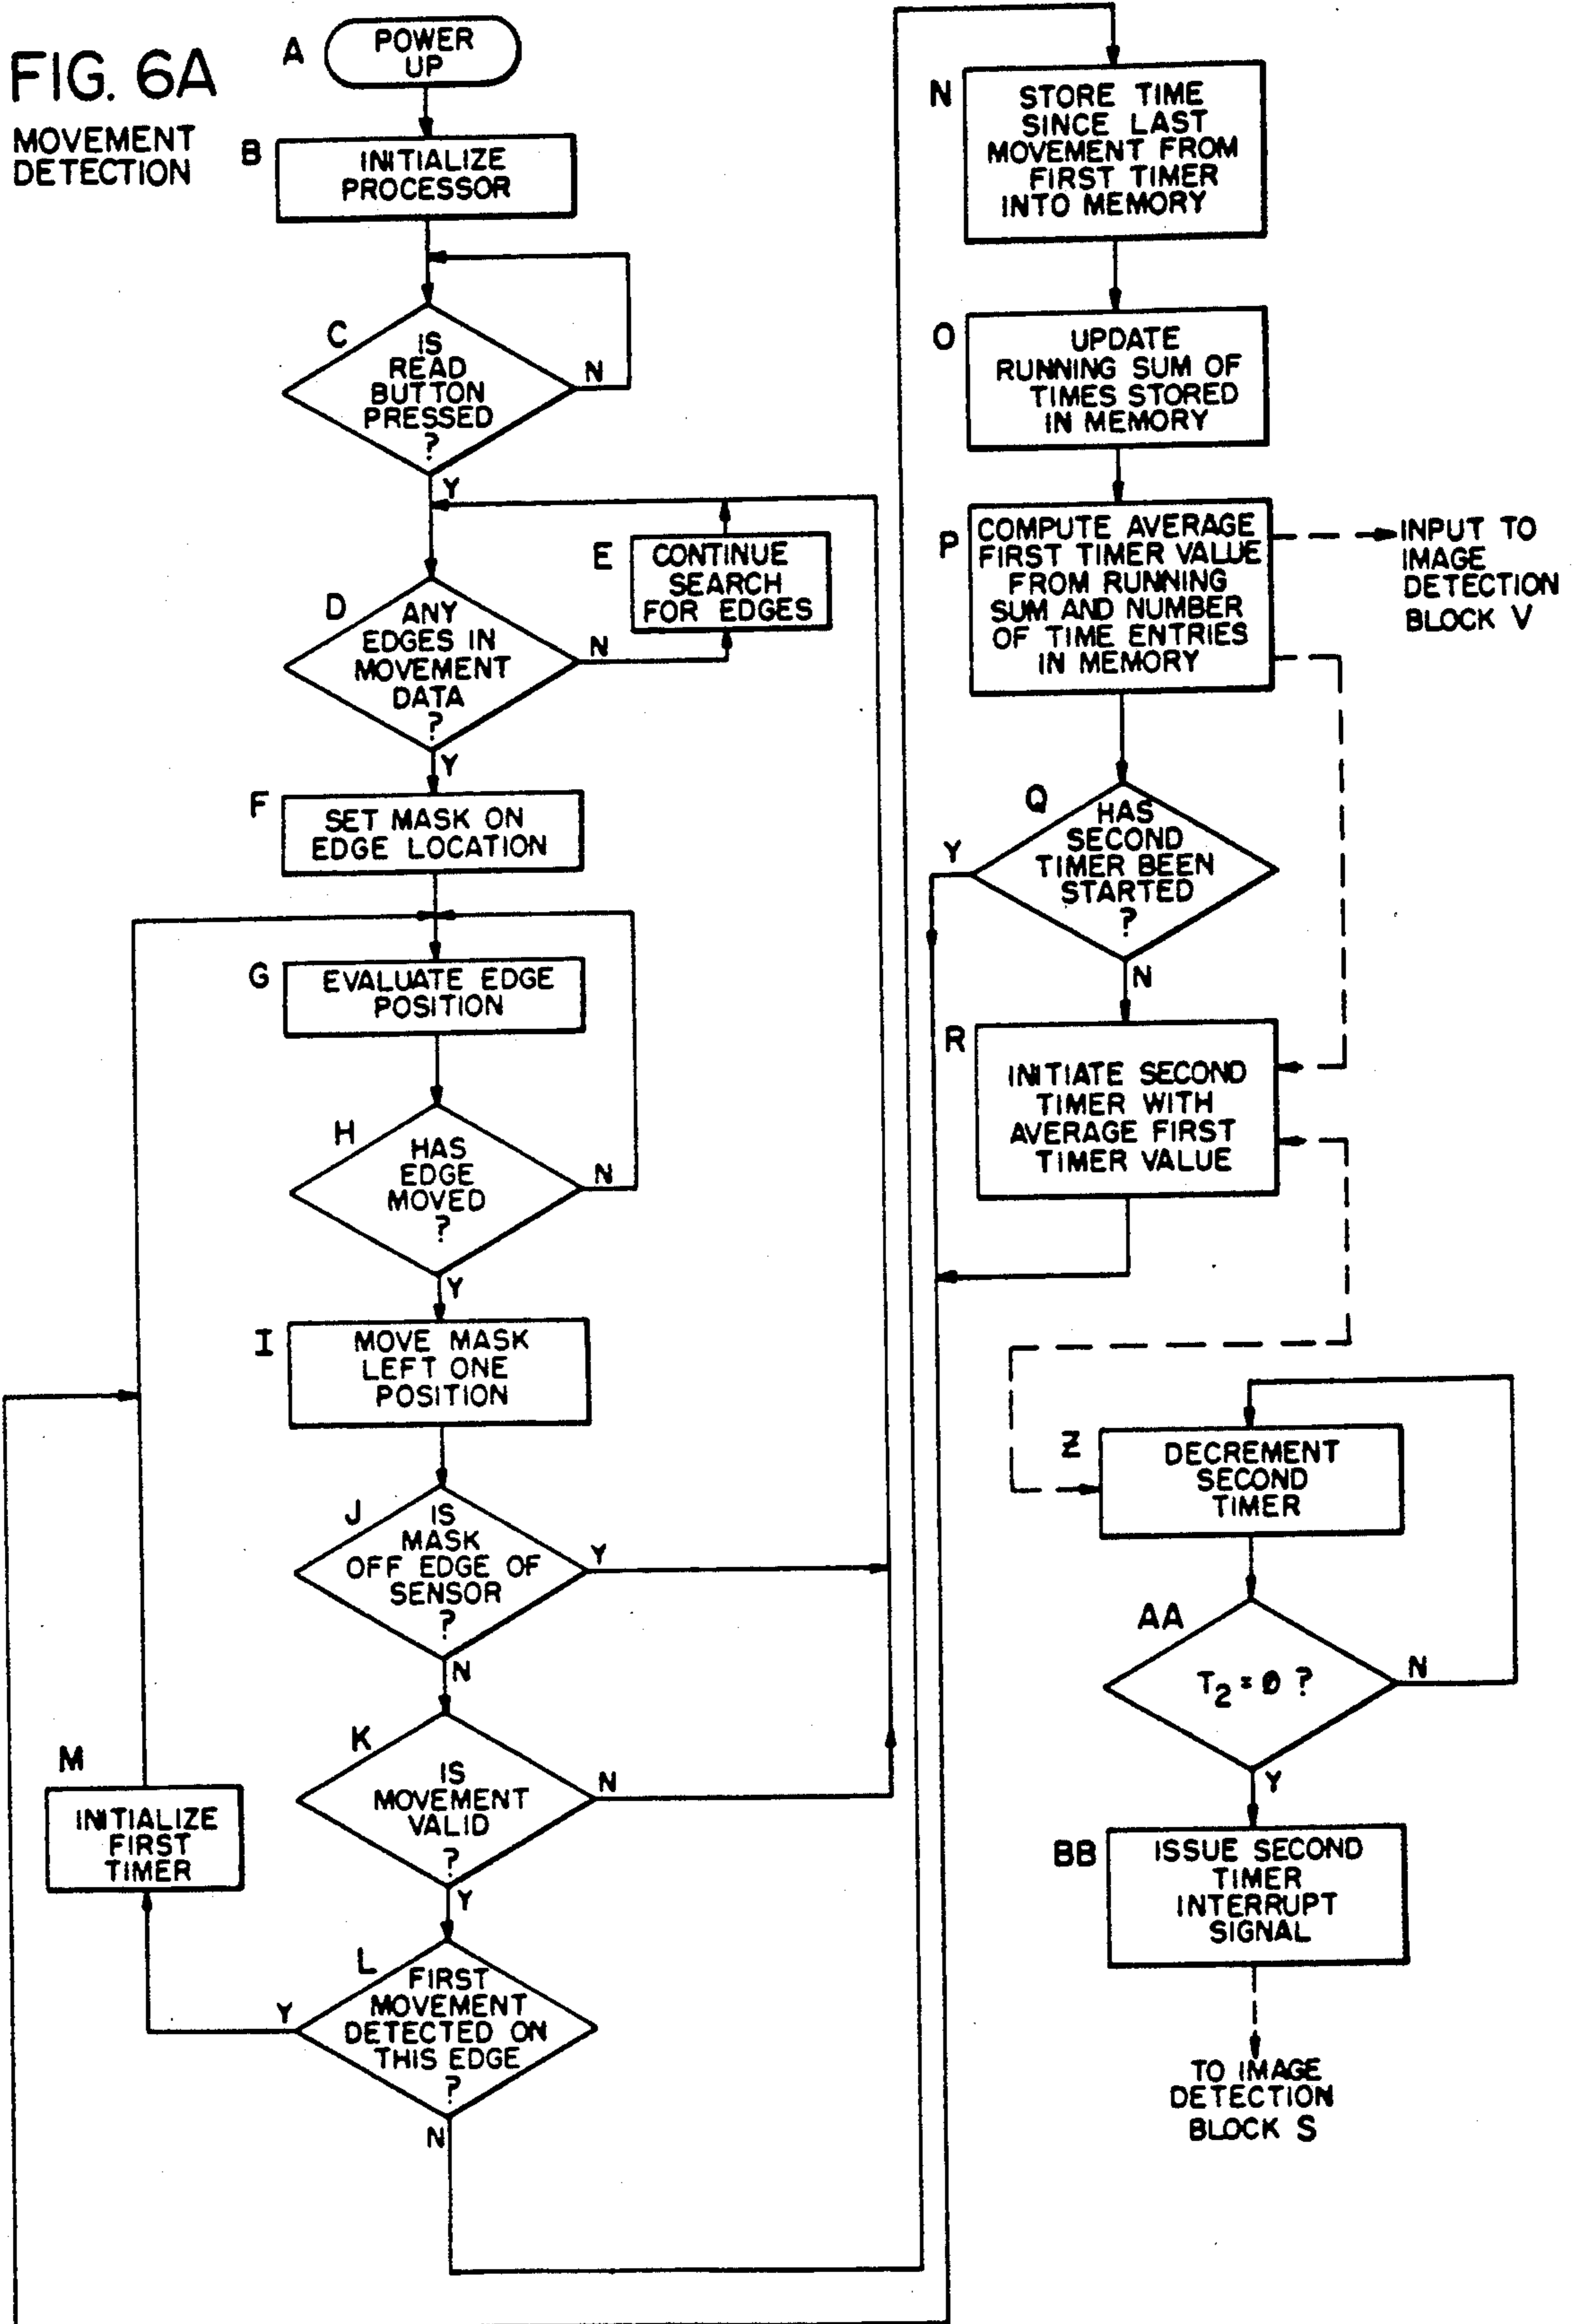 FIG. 6A
MOVEMENT
DETECTION
A
POWER
UP
B
INITIALIZE
PROCESSOR
C
IS
READ
BUTTON
PRESSED
?
N
Y
D
ANY
EDGES IN
MOVEMENT
DATA
?
N
Y
E
CONTINUE
SEARCH
FOR EDGES
F
SET MASK ON
EDGE LOCATION
G
EVALUATE EDGE
POSITION
H
HAS
EDGE
MOVED
?
N
Y
I
MOVE MASK
LEFT ONE
POSITION
J
IS
MASK
OFF EDGE OF
SENSOR
?
Y
N
K
IS
MOVEMENT
VALID
?
N
Y
L
FIRST
MOVEMENT
DETECTED ON
THIS EDGE
?
Y
N
M
INITIALIZE
FIRST
TIMER
N
STORE TIME
SINCE LAST
MOVEMENT FROM
FIRST TIMER
INTO MEMORY
O
UPDATE
RUNNING SUM OF
TIMES STORED
IN MEMORY
P
COMPUTE AVERAGE
FIRST TIMER VALUE
FROM RUNNING
SUM AND NUMBER
OF TIME ENTRIES
IN MEMORY
INPUT TO
IMAGE
DETECTION
BLOCK V
Q
HAS
SECOND
TIMER BEEN
STARTED
?
Y
N
R
INITIATE SECOND
TIMER WITH
AVERAGE FIRST
TIMER VALUE
Z
DECREMENT
SECOND
TIMER
AA
T2=0 ?
N
Y
BB
ISSUE SECOND
TIMER
INTERRUPT
SIGNAL
TO IMAGE
DETECTION
BLOCK S